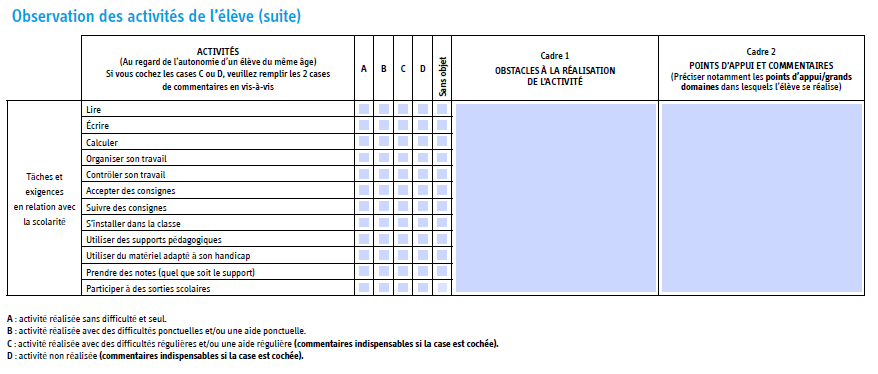 Observation des activités de l'élève (suite)
ACTIVITÉS
(Au regard de l'autonomie d'un élève du même âge)
Si vous cochez les cases C ou D, veuillez remplir les 2 cases
de commentaires en vis-à-vis
A
B
C
D
Sans objet
Cadre 1
OBSTACLES À LA RÉALISATION
DE L'ACTIVITÉ
Cadre 2
POINTS D'APPUI ET COMMENTAIRES
(Préciser notamment les points d'appui/grands
domaines dans lesquels l'élève se réalise)
Tâches et
exigences
en relation avec
la scolarité
Lire
Écrire
Calculer
Organiser son travail
Contrôler son travail
Accepter des consignes
Suivre des consignes
S'installer dans la classe
Utiliser des supports pédagogiques
Utiliser du matériel adapté à son handicap
Prendre des notes (quel que soit le support)
Participer à des sorties scolaires
A : activité réalisée sans difficulté et seul.
B : activité réalisée avec des difficultés ponctuelles et/ou une aide ponctuelle.
C : activité réalisée avec des difficultés régulières et/ou une aide régulière (commentaires indispensables si la case est cochée).
D : activité non réalisée (commentaires indispensables si la case est cochée).